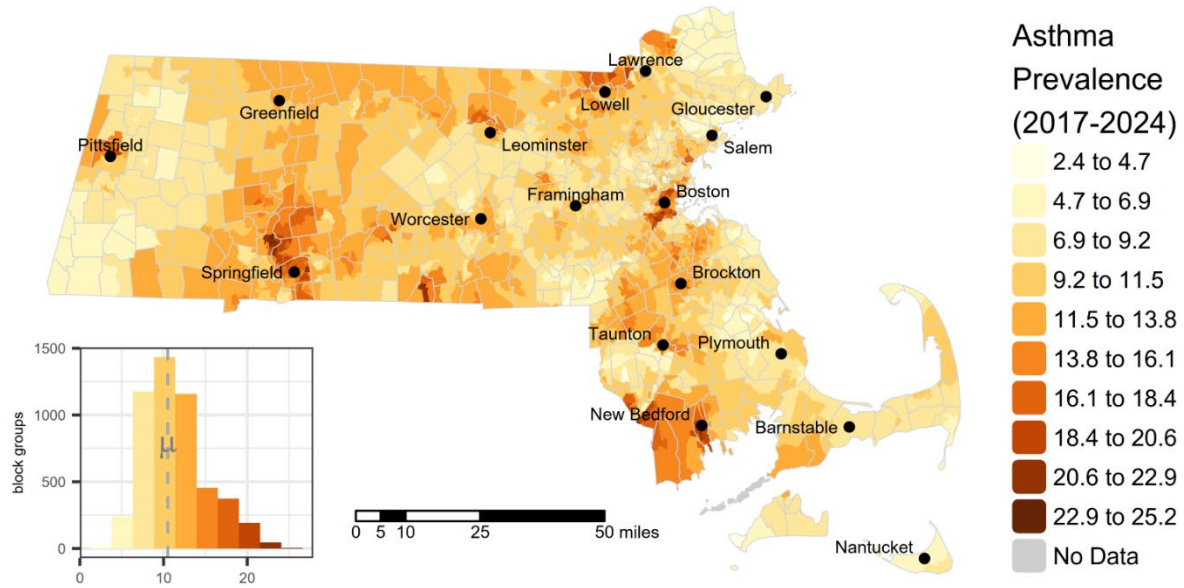 Asthma
Prevalence
(2017-2024)
2.4 to 4.7
4.7 to 6.9
6.9 to 9.2
9.2 to 11.5
11.5 to 13.8
13.8 to 16.1
16.1 to 18.4
18.4 to 20.6
20.6 to 22.9
22.9 to 25.2
No Data
Lawrence
Lowell
Gloucester
Greenfield
Leominster
Salem
Pittsfield
Framingham
Boston
Worcester
Springfield
Brockton
Taunton
Plymouth
New Bedford
Barnstable
Nantucket
1500
1000
500
0
block groups
μ
0 10 20
0 5 10 25 50 miles